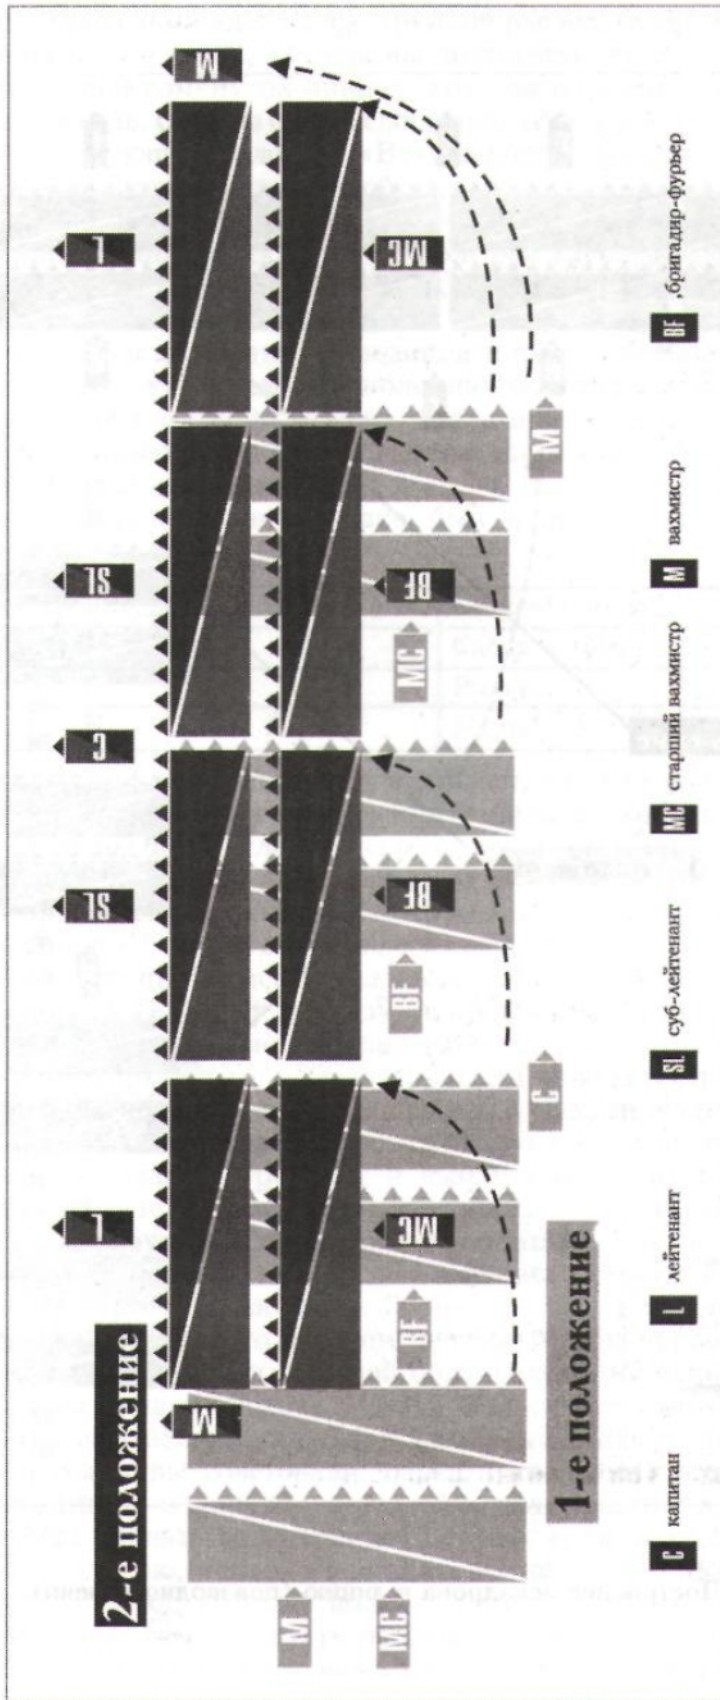 2-е положение
L SL C SL L
M M
M
MC BF BF MC MC BF BF MC
C M
1-е положение
C капитан L лейтенант SL суб-лейтенант MC старший вахмистр M вахмистр BF ,бригадир-фурьер